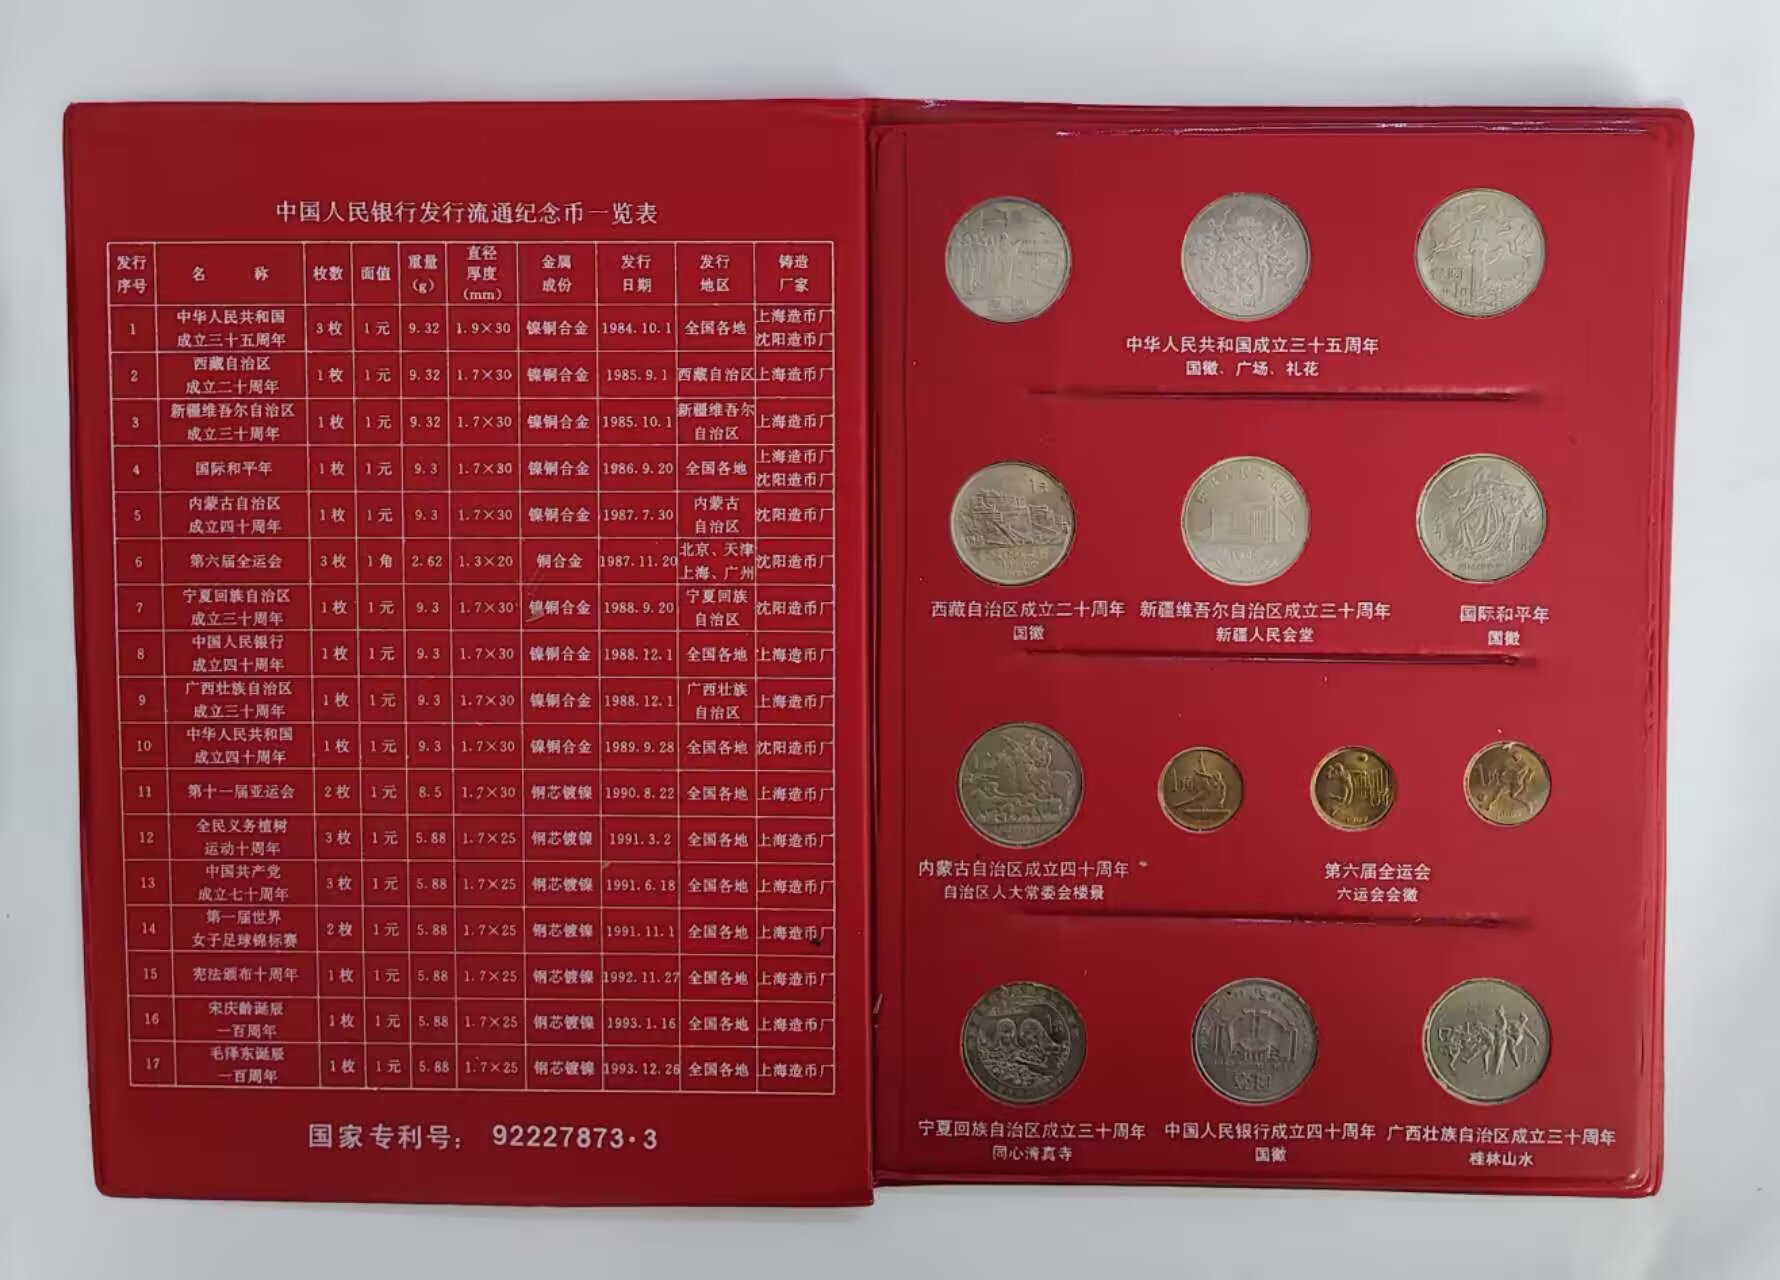 中国人民银行发行流通纪念币一览表
发行序号 名 称 枚数 面值 重量(g) 直径厚度(mm) 金属成份 发行日期 发行地区 铸造厂家
1 中华人民共和国成立三十五周年 3枚 1元 9.32 1.9×30 镍铜合金 1984.10.1 全国各地 上海造币厂 沈阳造币厂
2 西藏自治区成立二十周年 1枚 1元 9.32 1.7×30 镍铜合金 1985.9.1 西藏自治区 上海造币厂
3 新疆维吾尔自治区成立三十周年 1枚 1元 9.32 1.7×30 镍铜合金 1985.10.1 新疆维吾尔自治区 上海造币厂
4 国际和平年 1枚 1元 9.3 1.7×30 镍铜合金 1986.9.20 全国各地 上海造币厂 沈阳造币厂
5 内蒙古自治区成立四十周年 1枚 1元 9.3 1.7×30 镍铜合金 1987.7.30 内蒙古自治区 沈阳造币厂
6 第六届全运会 3枚 1角 2.62 1.3×20 铜合金 1987.11.20 北京、天津上海、广州 沈阳造币厂
7 宁夏回族自治区成立三十周年 1枚 1元 9.3 1.7×30 镍铜合金 1988.9.20 宁夏回族自治区 沈阳造币厂
8 中国人民银行成立四十周年 1枚 1元 9.3 1.7×30 镍铜合金 1988.12.1 全国各地 上海造币厂
9 广西壮族自治区成立三十周年 1枚 1元 9.3 1.7×30 镍铜合金 1988.12.1 广西壮族自治区 上海造币厂
10 中华人民共和国成立四十周年 1枚 1元 9.3 1.7×30 镍铜合金 1989.9.28 全国各地 沈阳造币厂
11 第十一届亚运会 2枚 1元 8.5 1.7×30 钢芯镀镍 1990.8.22 全国各地 上海造币厂
12 全民义务植树运动十周年 3枚 1元 5.88 1.7×25 钢芯镀镍 1991.3.2 全国各地 上海造币厂
13 中国共产党成立七十周年 3枚 1元 5.88 1.7×25 钢芯镀镍 1991.6.18 全国各地 上海造币厂
14 第一届世界女子足球锦标赛 2枚 1元 5.88 1.7×25 钢芯镀镍 1991.11.1 全国各地 上海造币厂
15 宪法颁布十周年 1枚 1元 5.88 1.7×25 钢芯镀镍 1992.11.27 全国各地 上海造币厂
16 宋庆龄诞辰一百周年 1枚 1元 5.88 1.7×25 钢芯镀镍 1993.1.16 全国各地 上海造币厂
17 毛泽东诞辰一百周年 1枚 1元 5.88 1.7×25 钢芯镀镍 1993.12.26 全国各地 上海造币厂
国家专利号：92227873·3
中华人民共和国成立三十五周年
国徽、广场、礼花
西藏自治区成立二十周年 新疆维吾尔自治区成立三十周年 国际和平年
国徽 新疆人民会堂 国徽
内蒙古自治区成立四十周年 第六届全运会
自治区人大常委会楼景 六运会会徽
宁夏回族自治区成立三十周年 中国人民银行成立四十周年 广西壮族自治区成立三十周年
同心清真寺 国徽 桂林山水